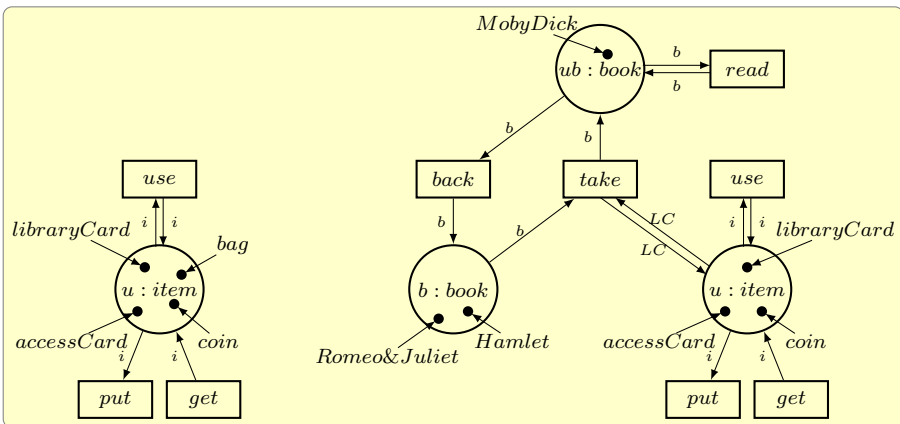 MobyDick
b
ub : book
read
b
b
use
back
take
use
i
i
b
b
LC
LC
i
i
libraryCard
bag
libraryCard
u : item
b : book
u : item
accessCard
coin
Romeo&Juliet
Hamlet
accessCard
coin
i
i
i
i
put
get
put
get